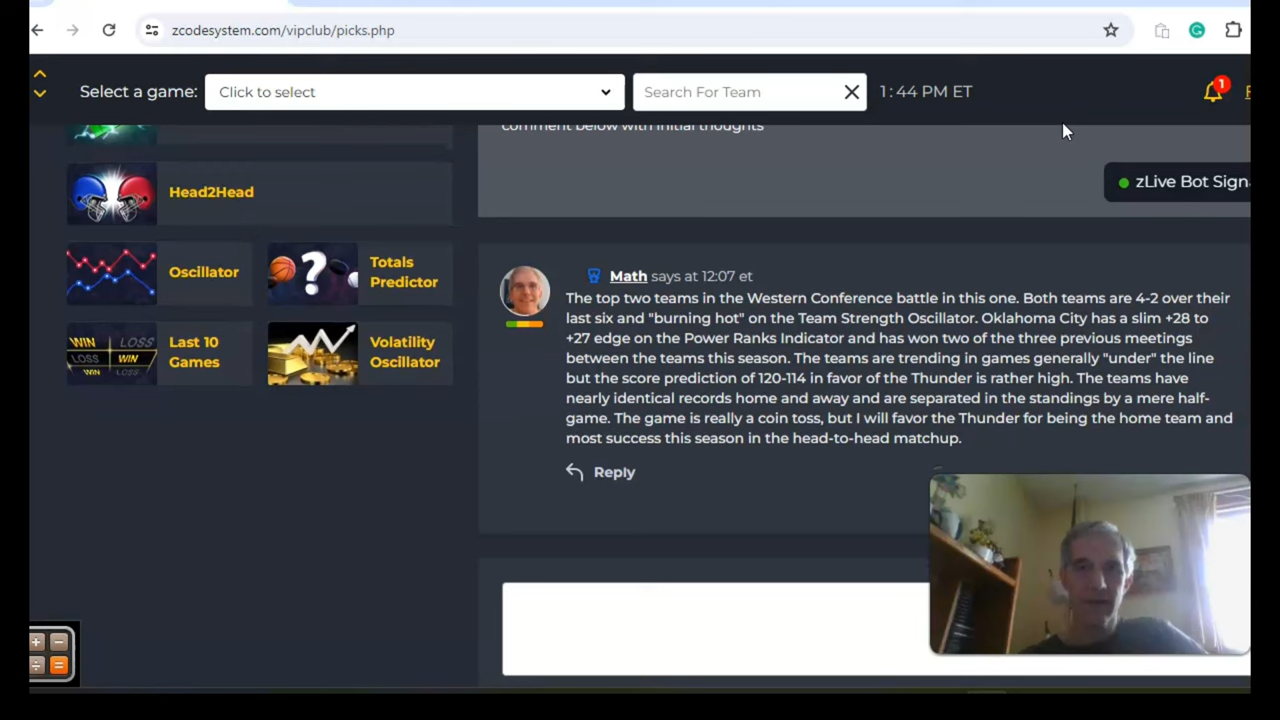 zcodesystem.com/vipclub/picks.php
Select a game: Click to select Search For Team 1:44 PM ET 1
comment below with initial thoughts
zLive Bot Sign
Head2Head
Oscillator
Totals
Predictor
WIN LOSS
LOSS WIN
WIN LOSS
Last 10
Games
Volatility
Oscillator
Math says at 12:07 et
The top two teams in the Western Conference battle in this one. Both teams are 4-2 over their
last six and "burning hot" on the Team Strength Oscillator. Oklahoma City has a slim +28 to
+27 edge on the Power Ranks Indicator and has won two of the three previous meetings
between the teams this season. The teams are trending in games generally "under" the line
but the score prediction of 120-114 in favor of the Thunder is rather high. The teams have
nearly identical records home and away and are separated in the standings by a mere half-
game. The game is really a coin toss, but I will favor the Thunder for being the home team and
most success this season in the head-to-head matchup.
Reply